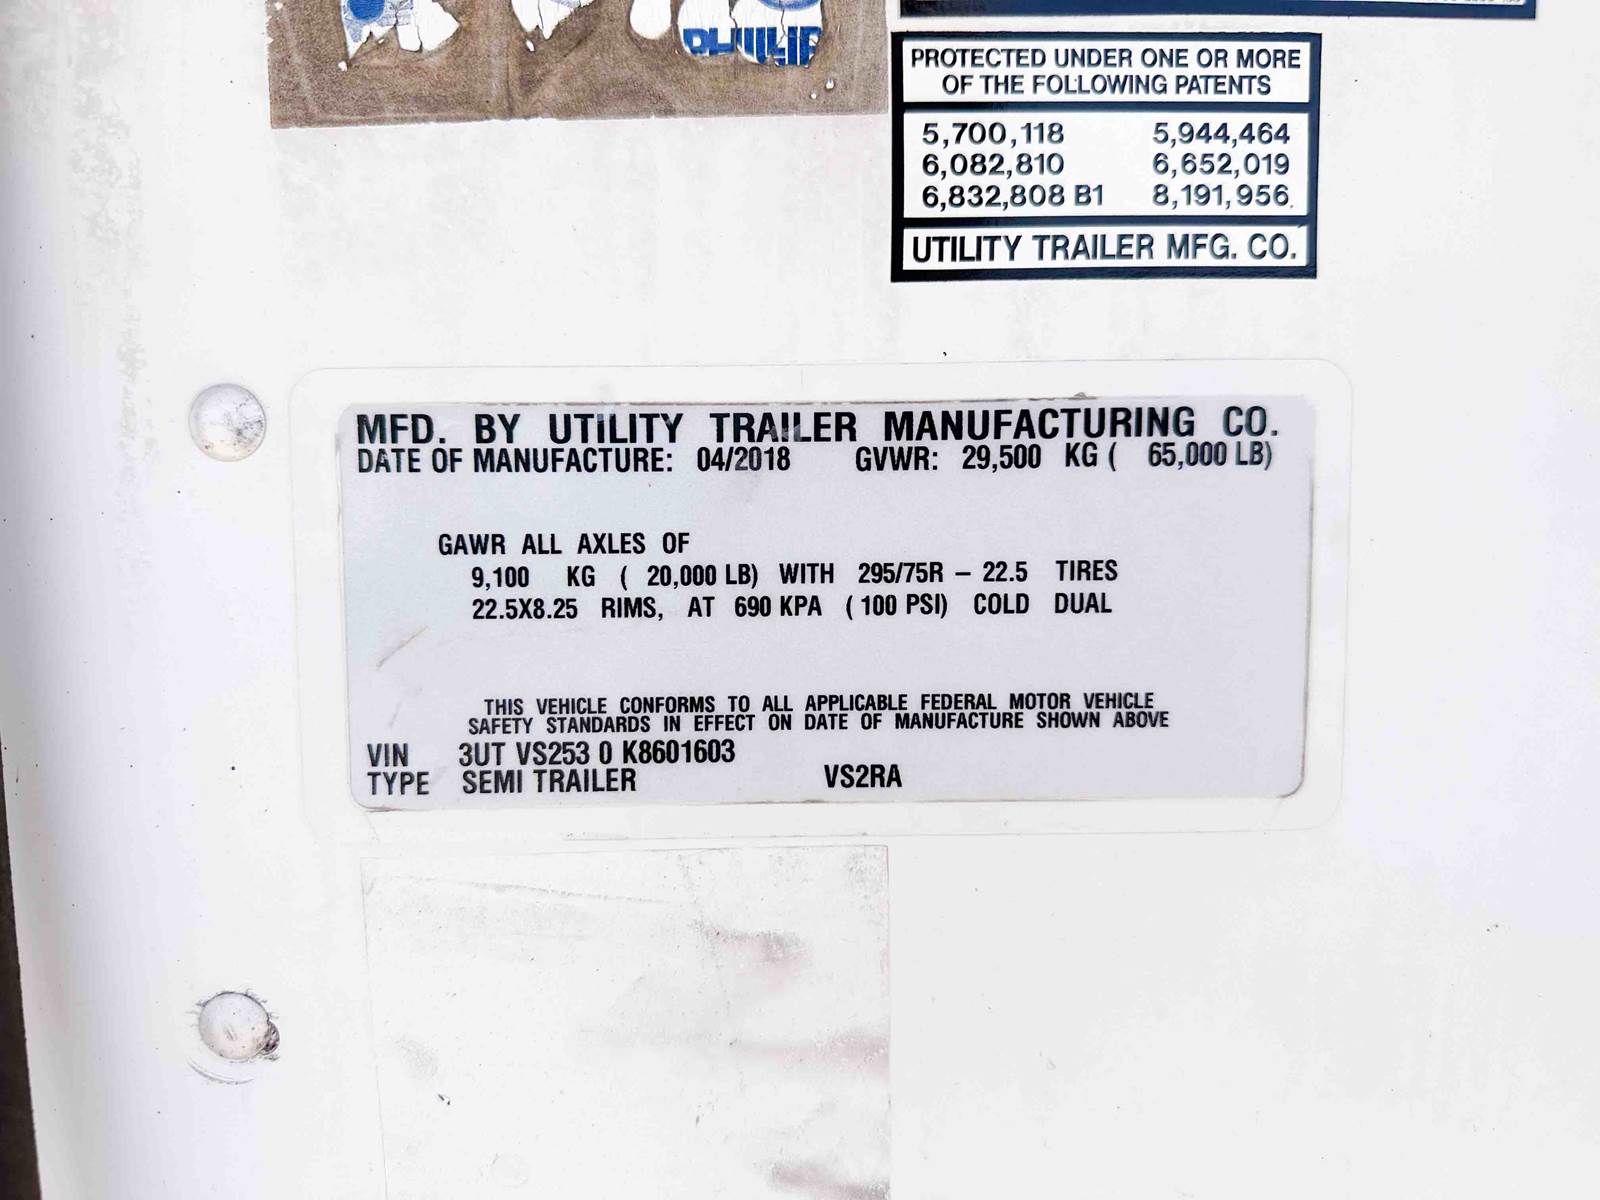 PROTECTED UNDER ONE OR MORE
OF THE FOLLOWING PATENTS
5,700,118 5,944,464
6,082,810 6,652,019
6,832,808 B1 8,191,956
UTILITY TRAILER MFG. CO.
MFD. BY UTILITY TRAILER MANUFACTURING CO.
DATE OF MANUFACTURE: 04/2018 GVWR: 29,500 KG ( 65,000 LB)
GAWR ALL AXLES OF
9,100 KG ( 20,000 LB) WITH 295/75R – 22.5 TIRES
22.5X8.25 RIMS, AT 690 KPA ( 100 PSI) COLD DUAL
THIS VEHICLE CONFORMS TO ALL APPLICABLE FEDERAL MOTOR VEHICLE
SAFETY STANDARDS IN EFFECT ON DATE OF MANUFACTURE SHOWN ABOVE
VIN 3UT VS253 0 K8601603
TYPE SEMI TRAILER VS2RA